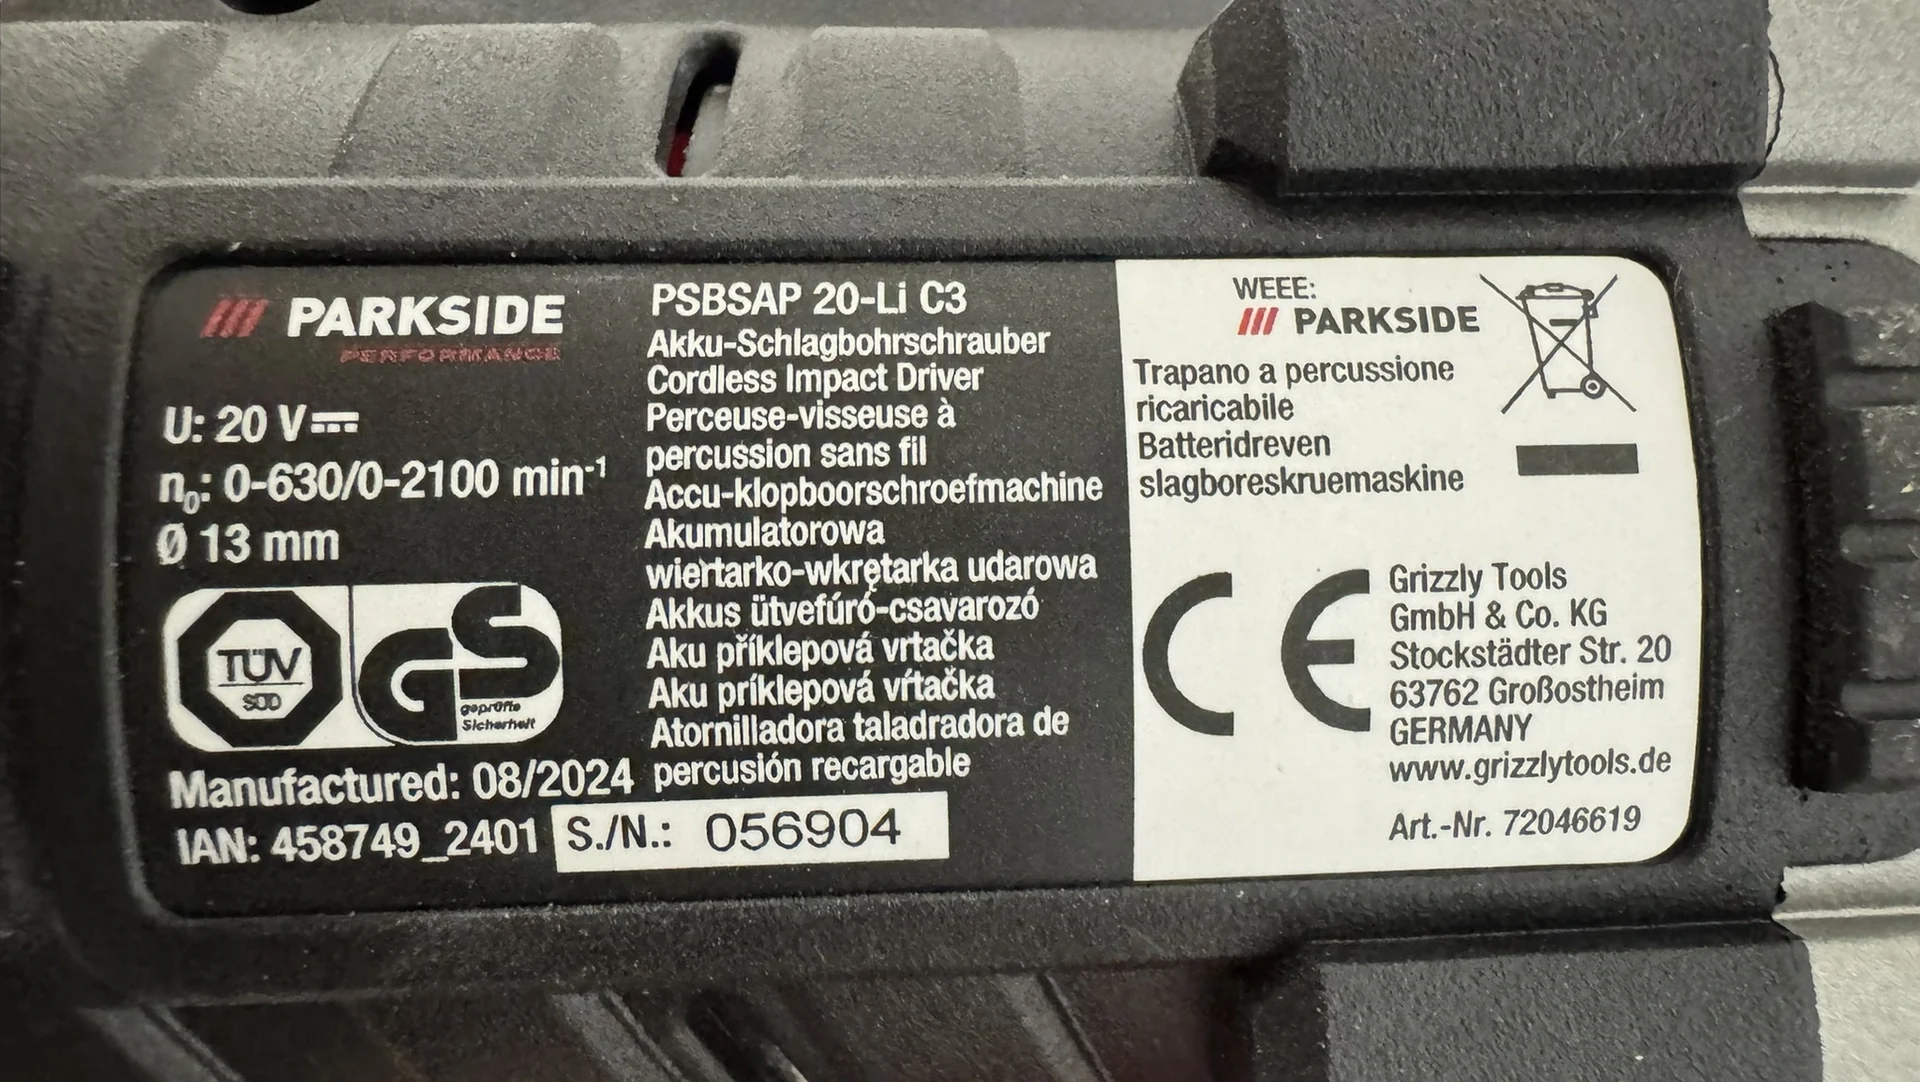 PARKSIDE
PERFORMANCE
U: 20 V
n0: 0-630/0-2100 min-1
Ø 13 mm
TÜV
SÜD
GS
geprüfte
Sicherheit
Manufactured: 08/2024
IAN: 458749_2401
S./N.: 056904
PSBSAP 20-Li C3
Akku-Schlagbohrschrauber
Cordless Impact Driver
Perceuse-visseuse à
percussion sans fil
Accu-klopboorschroefmachine
Akumulatorowa
wiertarko-wkrętarka udarowa
Akkus ütvefúró-csavarozó
Aku příklepová vrtačka
Aku príklepová vŕtačka
Atornilladora taladradora de
percusión recargable
WEEE:
PARKSIDE
Trapano a percussione
ricaricabile
Batteridreven
slagboreskruemaskine
CE
Grizzly Tools
GmbH & Co. KG
Stockstädter Str. 20
63762 Großostheim
GERMANY
www.grizzlytools.de
Art.-Nr. 72046619